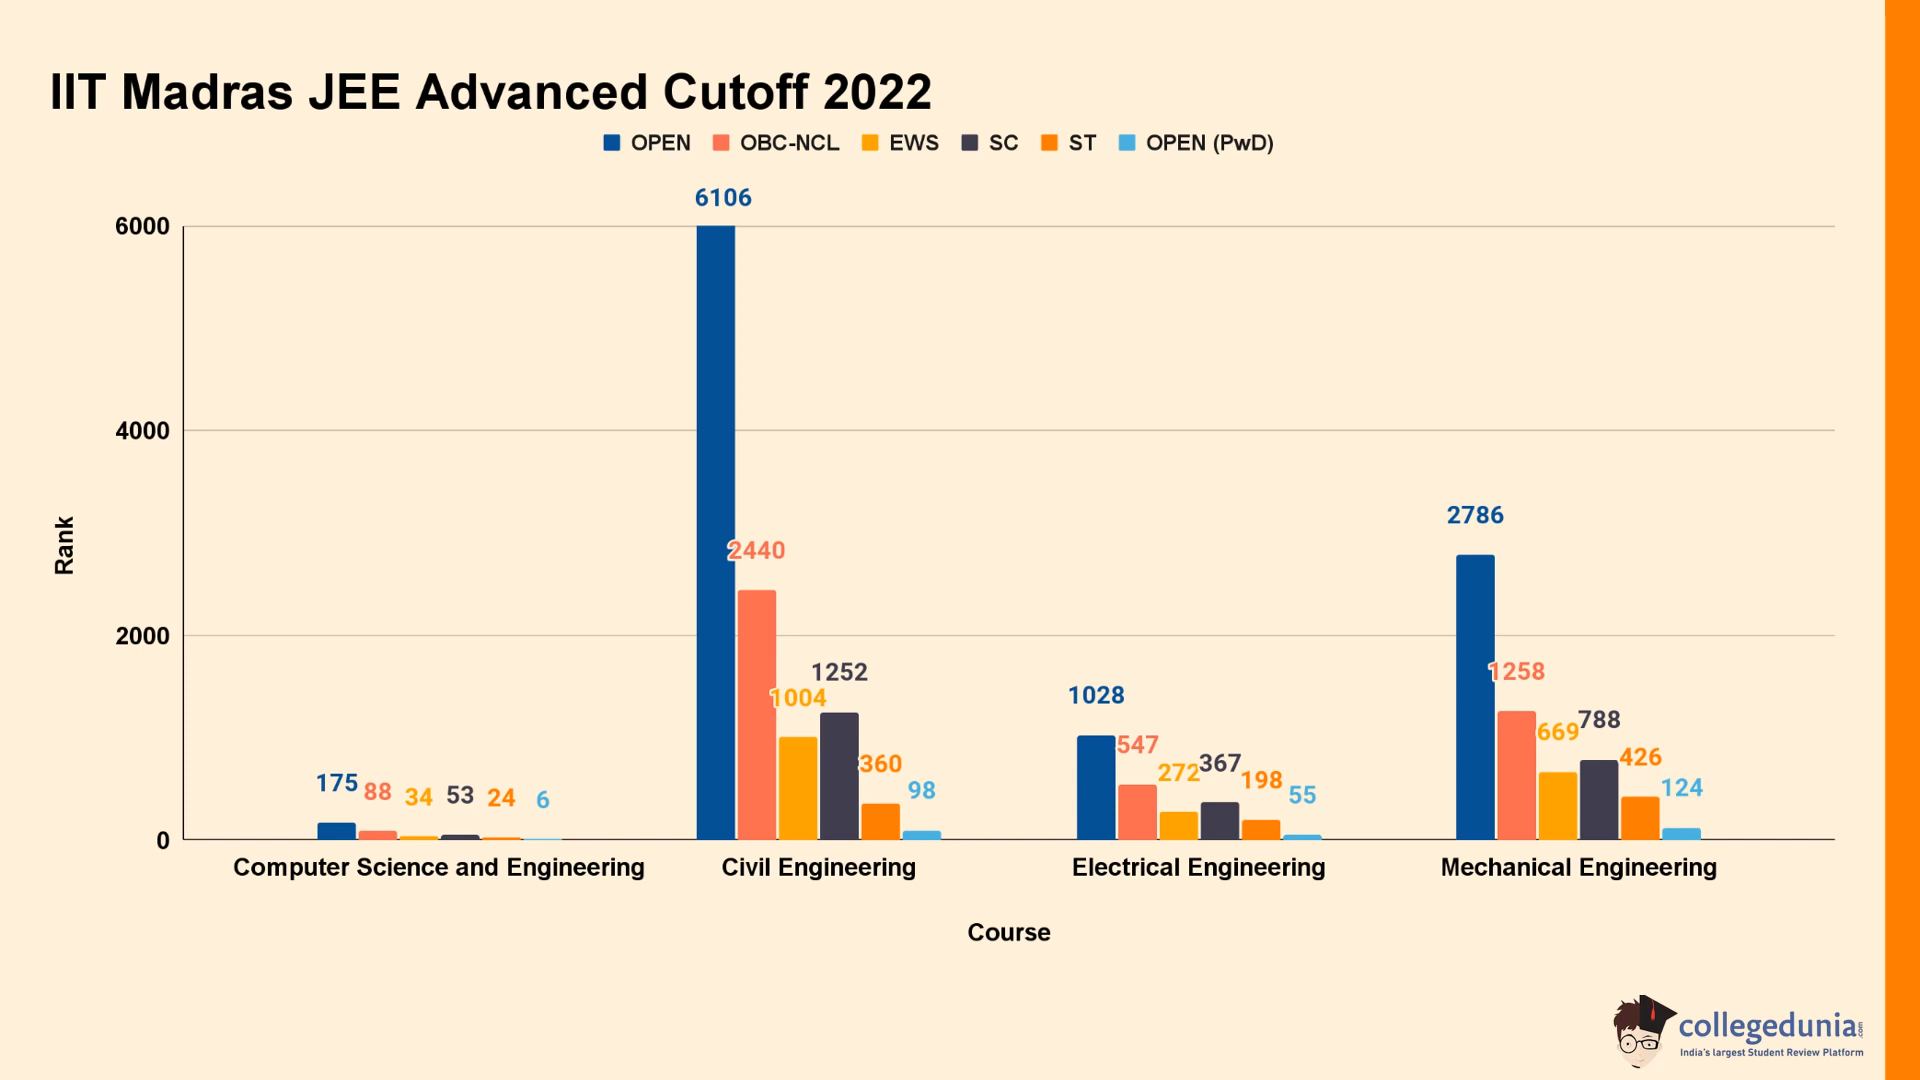 IIT Madras JEE Advanced Cutoff 2022
OPEN OBC-NCL EWS SC ST OPEN (PwD)
6106
6000
4000
2000
0
Rank
175 88 34 53 24 6
2440 1004 1252 360 98
1028 547 272 367 198 55
2786 1258 669 788 426 124
Computer Science and Engineering Civil Engineering Electrical Engineering Mechanical Engineering
Course
collegedunia.com
India's largest Student Review Platform